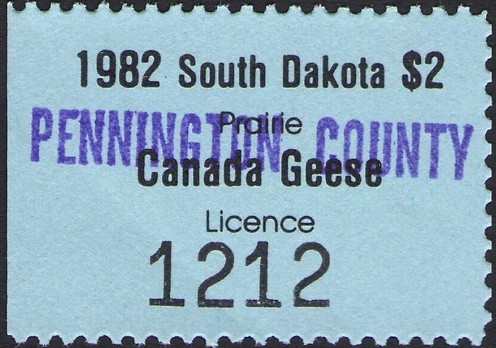 1982 South Dakota $2
Prairie
PENNINGTON COUNTY
Canada Geese
Licence
1212